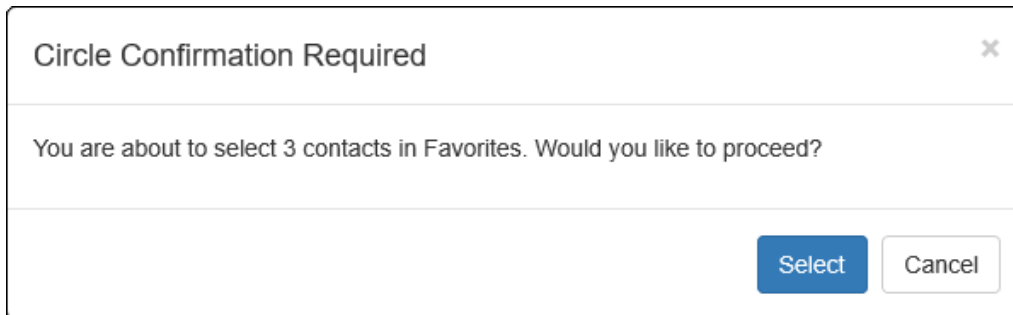 Circle Confirmation Required
You are about to select 3 contacts in Favorites. Would you like to proceed?
Select
Cancel